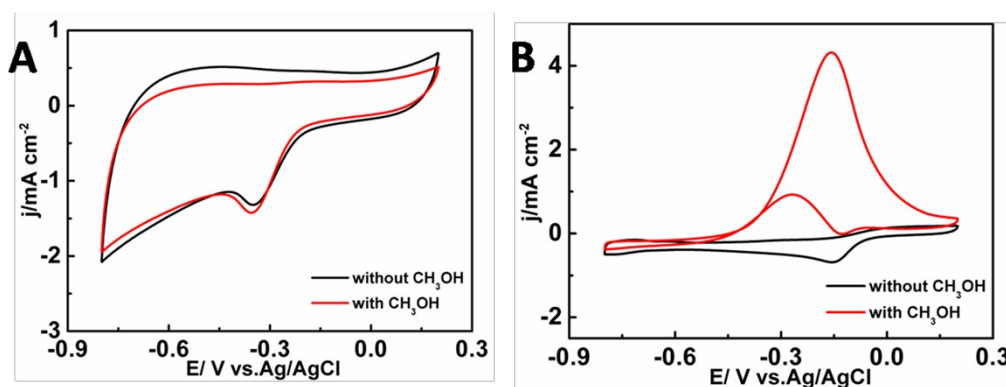 A
j/mA cm⁻²
1
0
-1
-2
-3
without CH₃OH
with CH₃OH
-0.9
-0.6
-0.3
0.0
0.3
E/ V vs.Ag/AgCl
B
j/mA cm⁻²
4
2
0
-2
without CH₃OH
with CH₃OH
-0.9
-0.6
-0.3
0.0
0.3
E/ V vs.Ag/AgCl